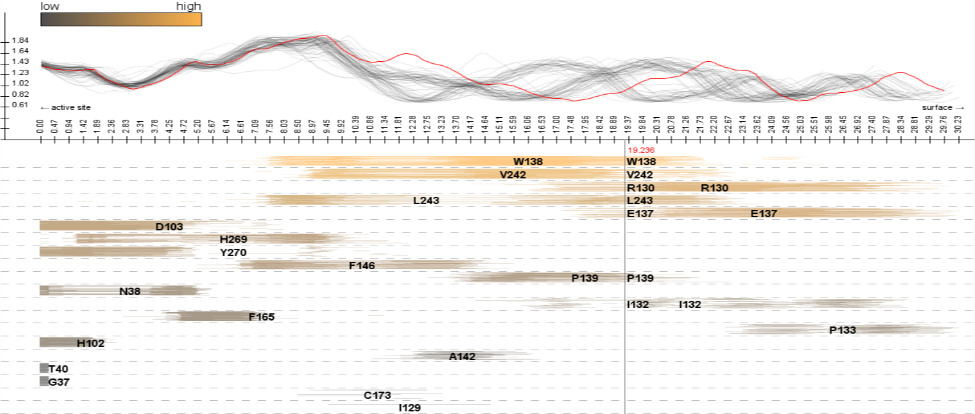 low high
1.84
1.64
1.43
1.23
1.02
0.82
0.61
← active site surface →
0.00 0.47 0.94 1.42 1.89 2.36 2.83 3.31 3.78 4.25 4.72 5.20 5.67 6.14 6.61 7.09 7.56 8.03 8.50 8.97 9.45 9.92 10.39 10.86 11.34 11.81 12.28 12.75 13.23 13.70 14.17 14.64 15.11 15.59 16.06 16.53 17.00 17.48 17.95 18.42 18.89 19.37 19.84 20.31 20.78 21.26 21.73 22.20 22.67 23.14 23.62 24.09 24.56 25.03 25.51 25.98 26.45 26.92 27.40 27.87 28.34 28.81 29.29 29.76 30.23
19.236
W138 W138
V242 V242
R130 R130
L243 L243
E137 E137
D103
H269
Y270
F146
P139 P139
N38
I132 I132
F165
P133
H102
A142
T40
G37
C173
I129